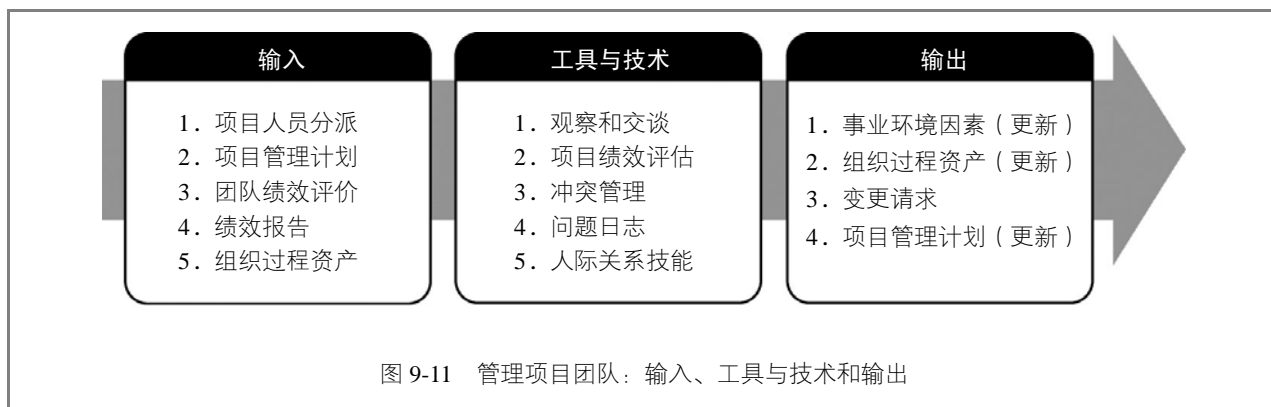 输入
1. 项目人员分派
2. 项目管理计划
3. 团队绩效评价
4. 绩效报告
5. 组织过程资产
工具与技术
1. 观察和交谈
2. 项目绩效评估
3. 冲突管理
4. 问题日志
5. 人际关系技能
输出
1. 事业环境因素（更新）
2. 组织过程资产（更新）
3. 变更请求
4. 项目管理计划（更新）
图 9-11 管理项目团队：输入、工具与技术和输出